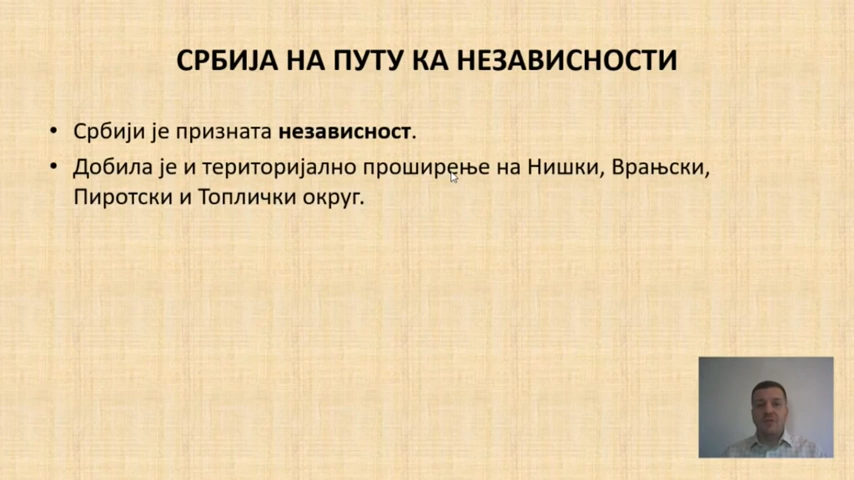 СРБИЈА НА ПУТУ КА НЕЗАВИСНОСТИ
• Србији је призната независност.
• Добила је и територијално проширење на Нишки, Врањски,
Пиротски и Топлички округ.